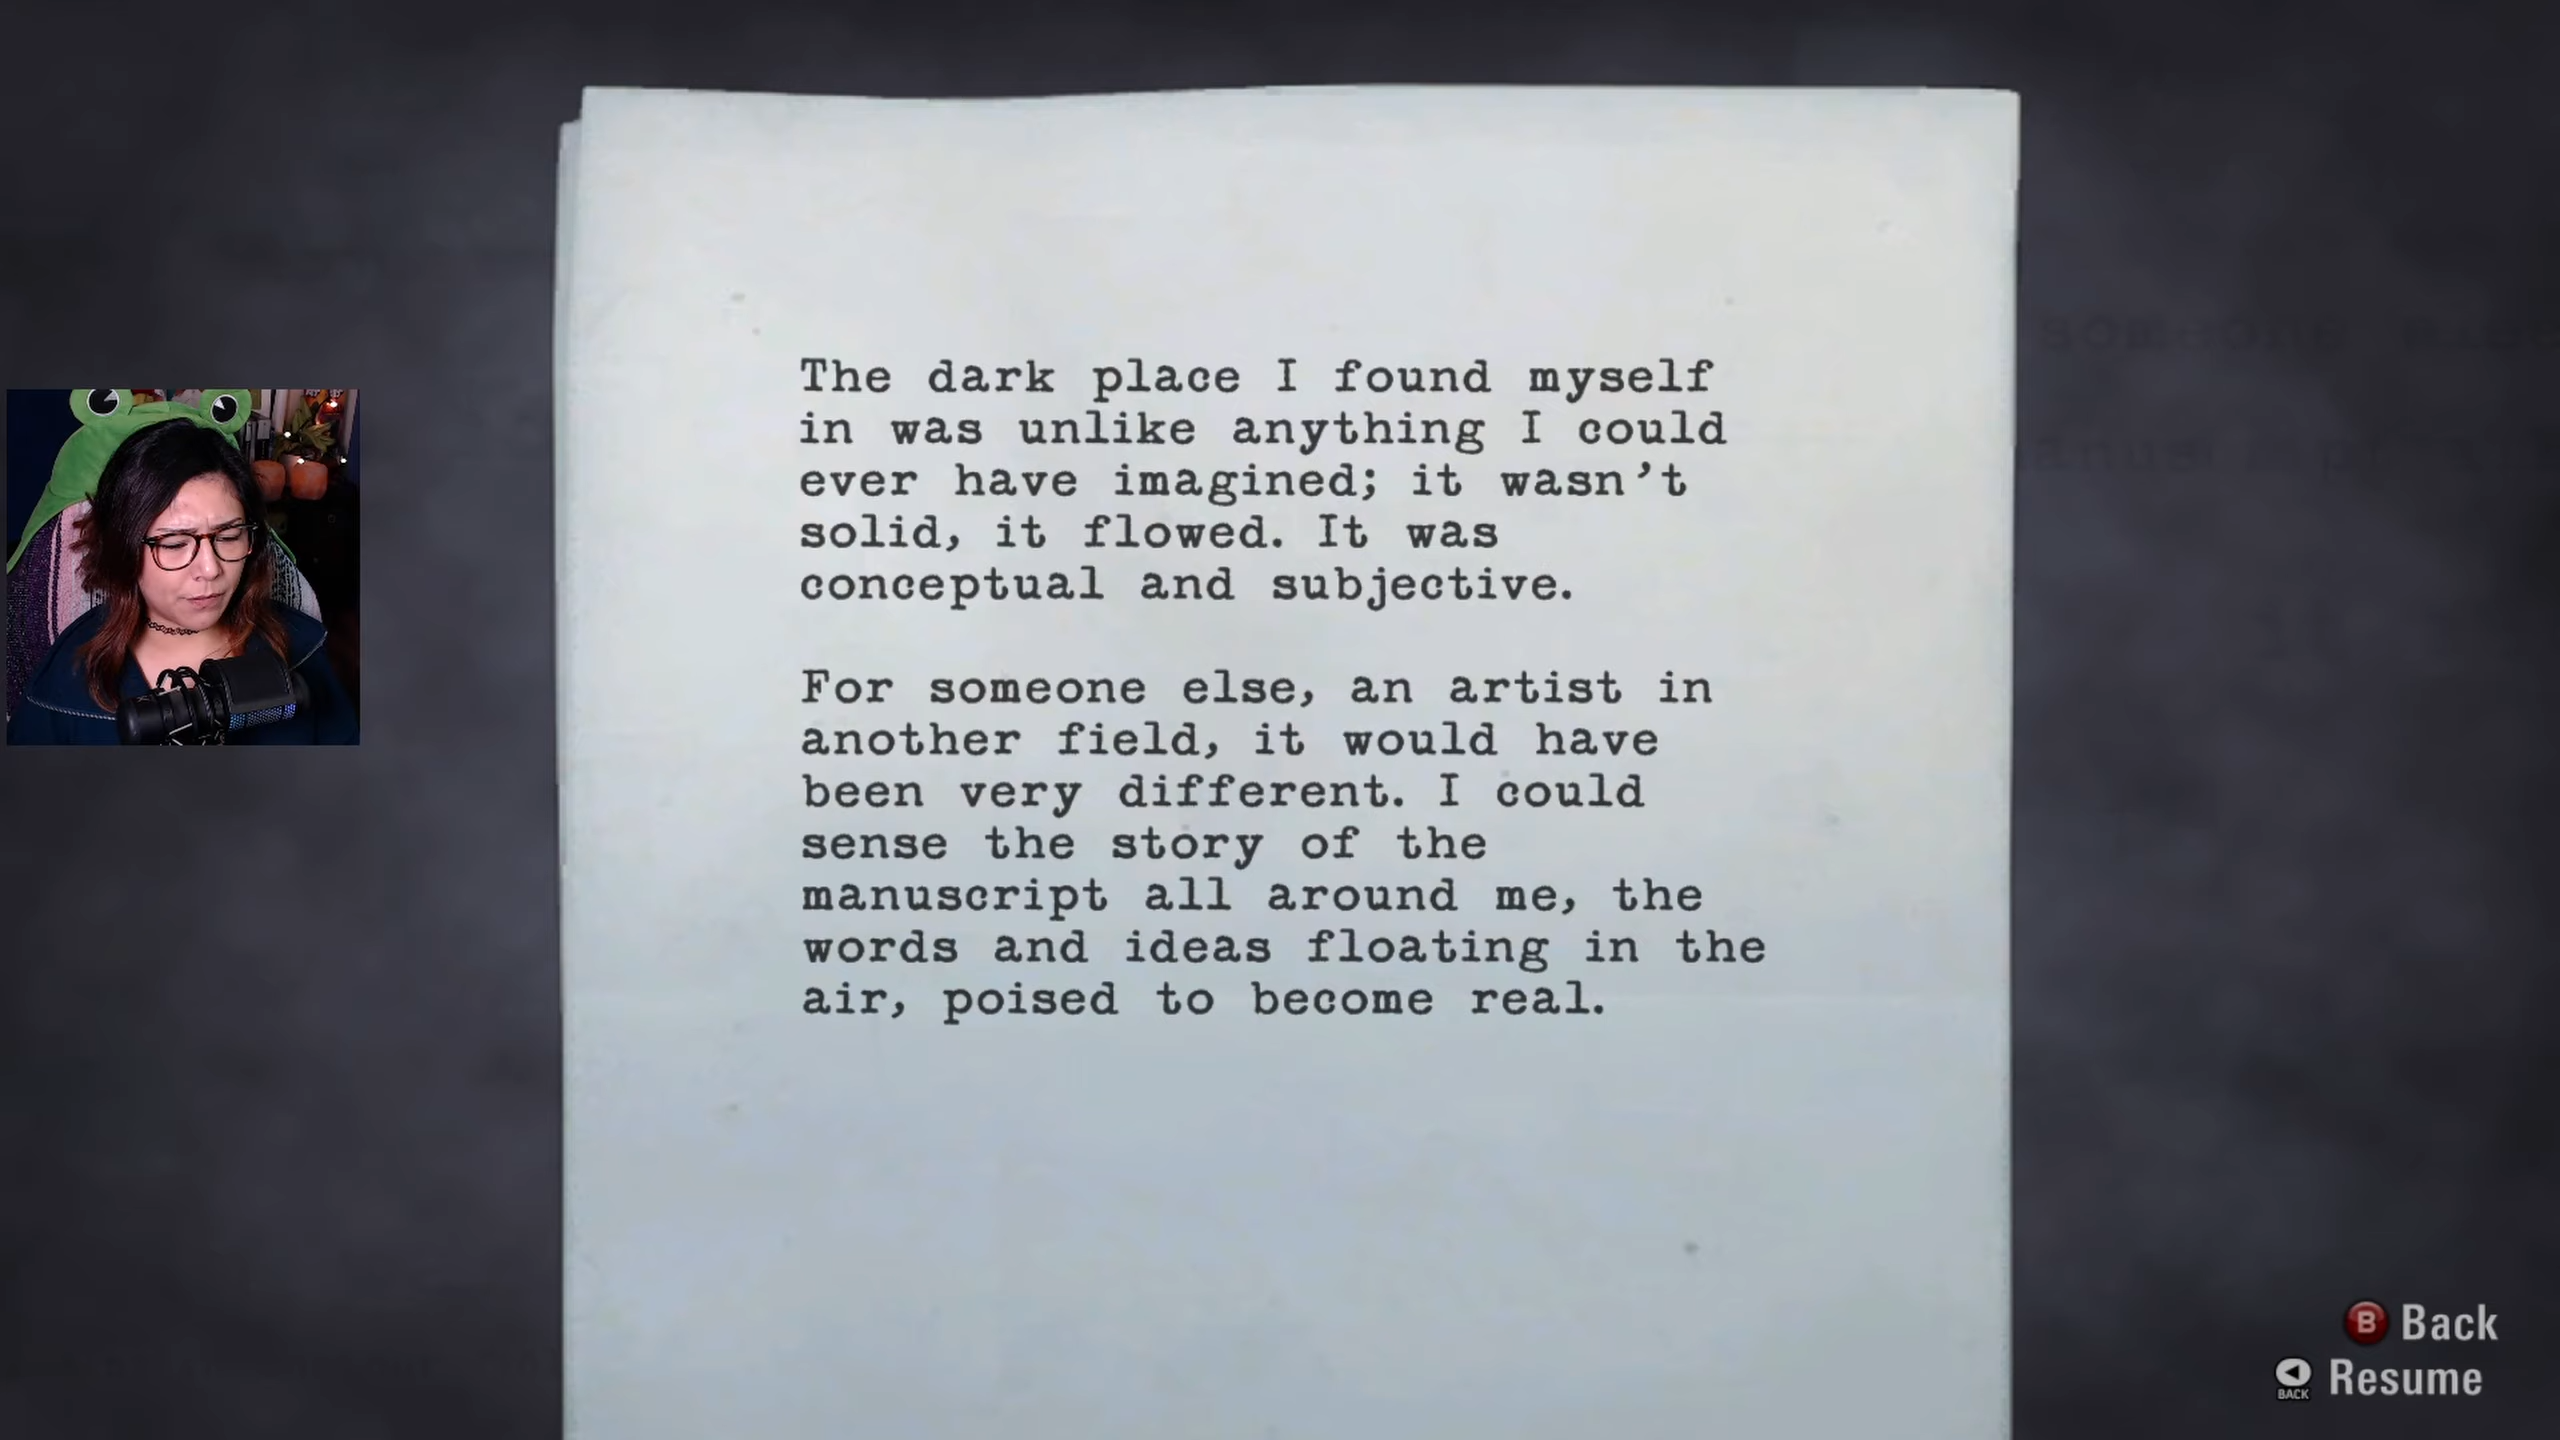 The dark place I found myself
in was unlike anything I could
ever have imagined; it wasn't
solid, it flowed. It was
conceptual and subjective.
For someone else, an artist in
another field, it would have
been very different. I could
sense the story of the
manuscript all around me, the
words and ideas floating in the
air, poised to become real.
B Back
BACK Resume